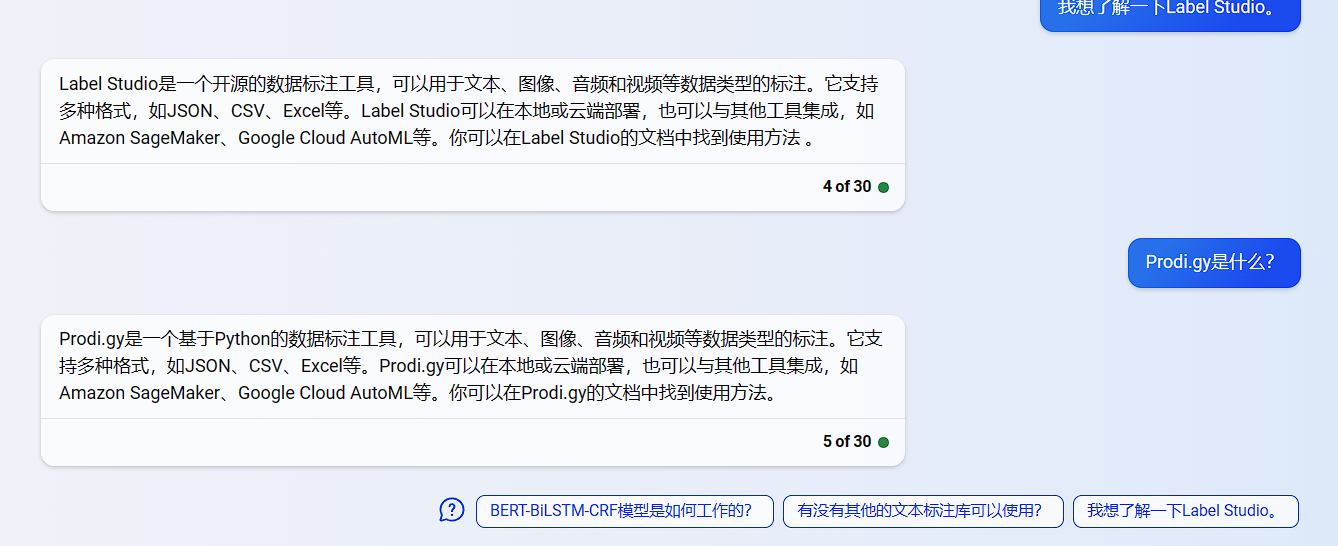 我想了解一下Label Studio。
Label Studio是一个开源的数据标注工具，可以用于文本、图像、音频和视频等数据类型的标注。它支持
多种格式，如JSON、CSV、Excel等。Label Studio可以在本地或云端部署，也可以与其他工具集成，如
Amazon SageMaker、Google Cloud AutoML等。你可以在Label Studio的文档中找到使用方法 。
4 of 30
Prodi.gy是什么？
Prodi.gy是一个基于Python的数据标注工具，可以用于文本、图像、音频和视频等数据类型的标注。它支
持多种格式，如JSON、CSV、Excel等。Prodi.gy可以在本地或云端部署，也可以与其他工具集成，如
Amazon SageMaker、Google Cloud AutoML等。你可以在Prodi.gy的文档中找到使用方法。
5 of 30
BERT-BiLSTM-CRF模型是如何工作的？
有没有其他的文本标注库可以使用？
我想了解一下Label Studio。